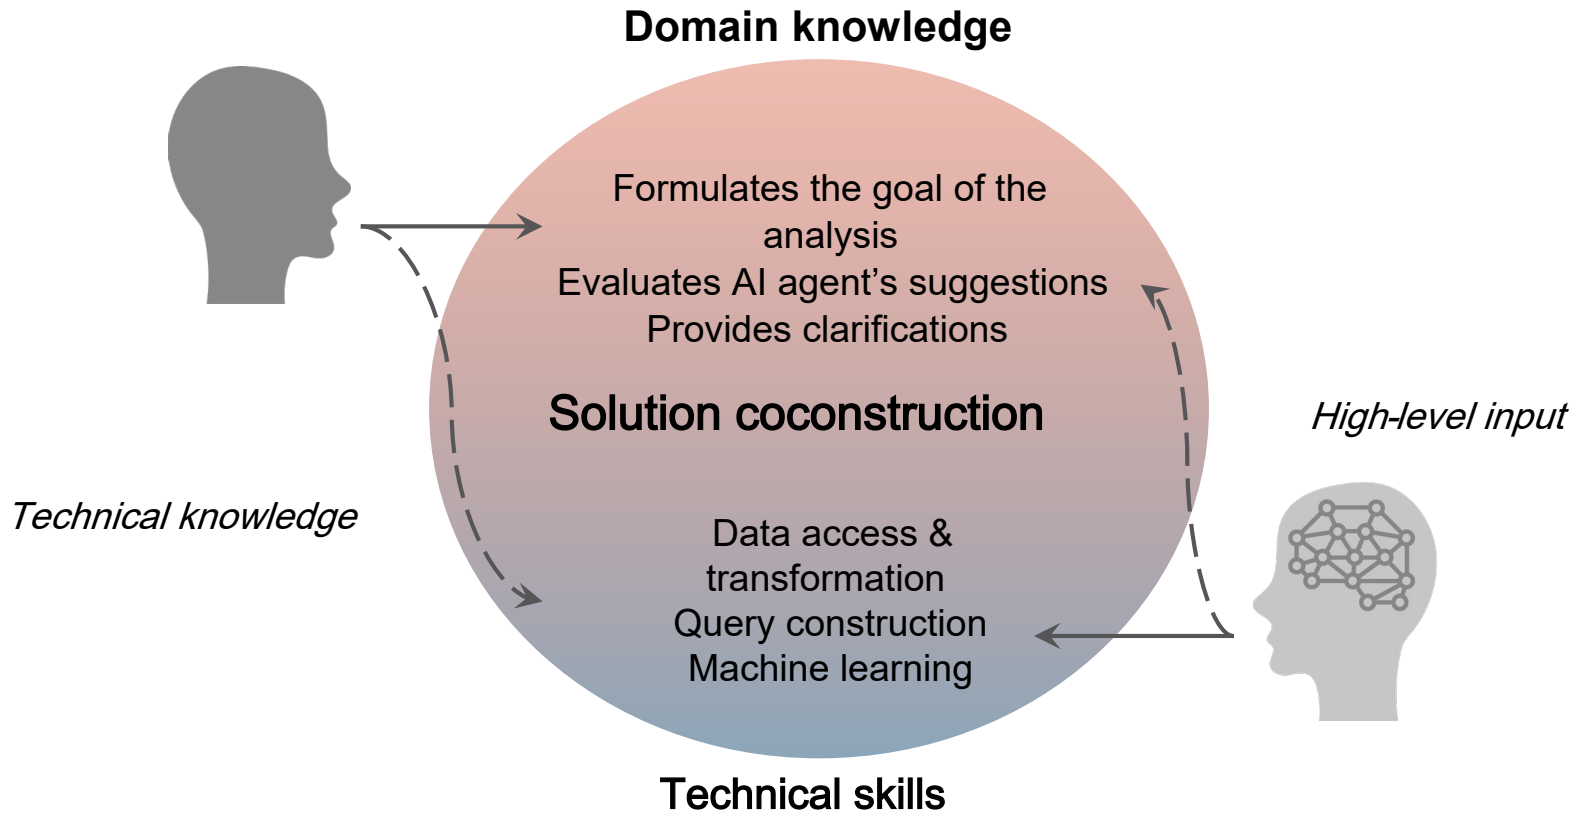 Domain knowledge
Formulates the goal of the
analysis
Evaluates AI agent’s suggestions
Provides clarifications
Solution coconstruction
High-level input
Technical knowledge
Data access &
transformation
Query construction
Machine learning
Technical skills